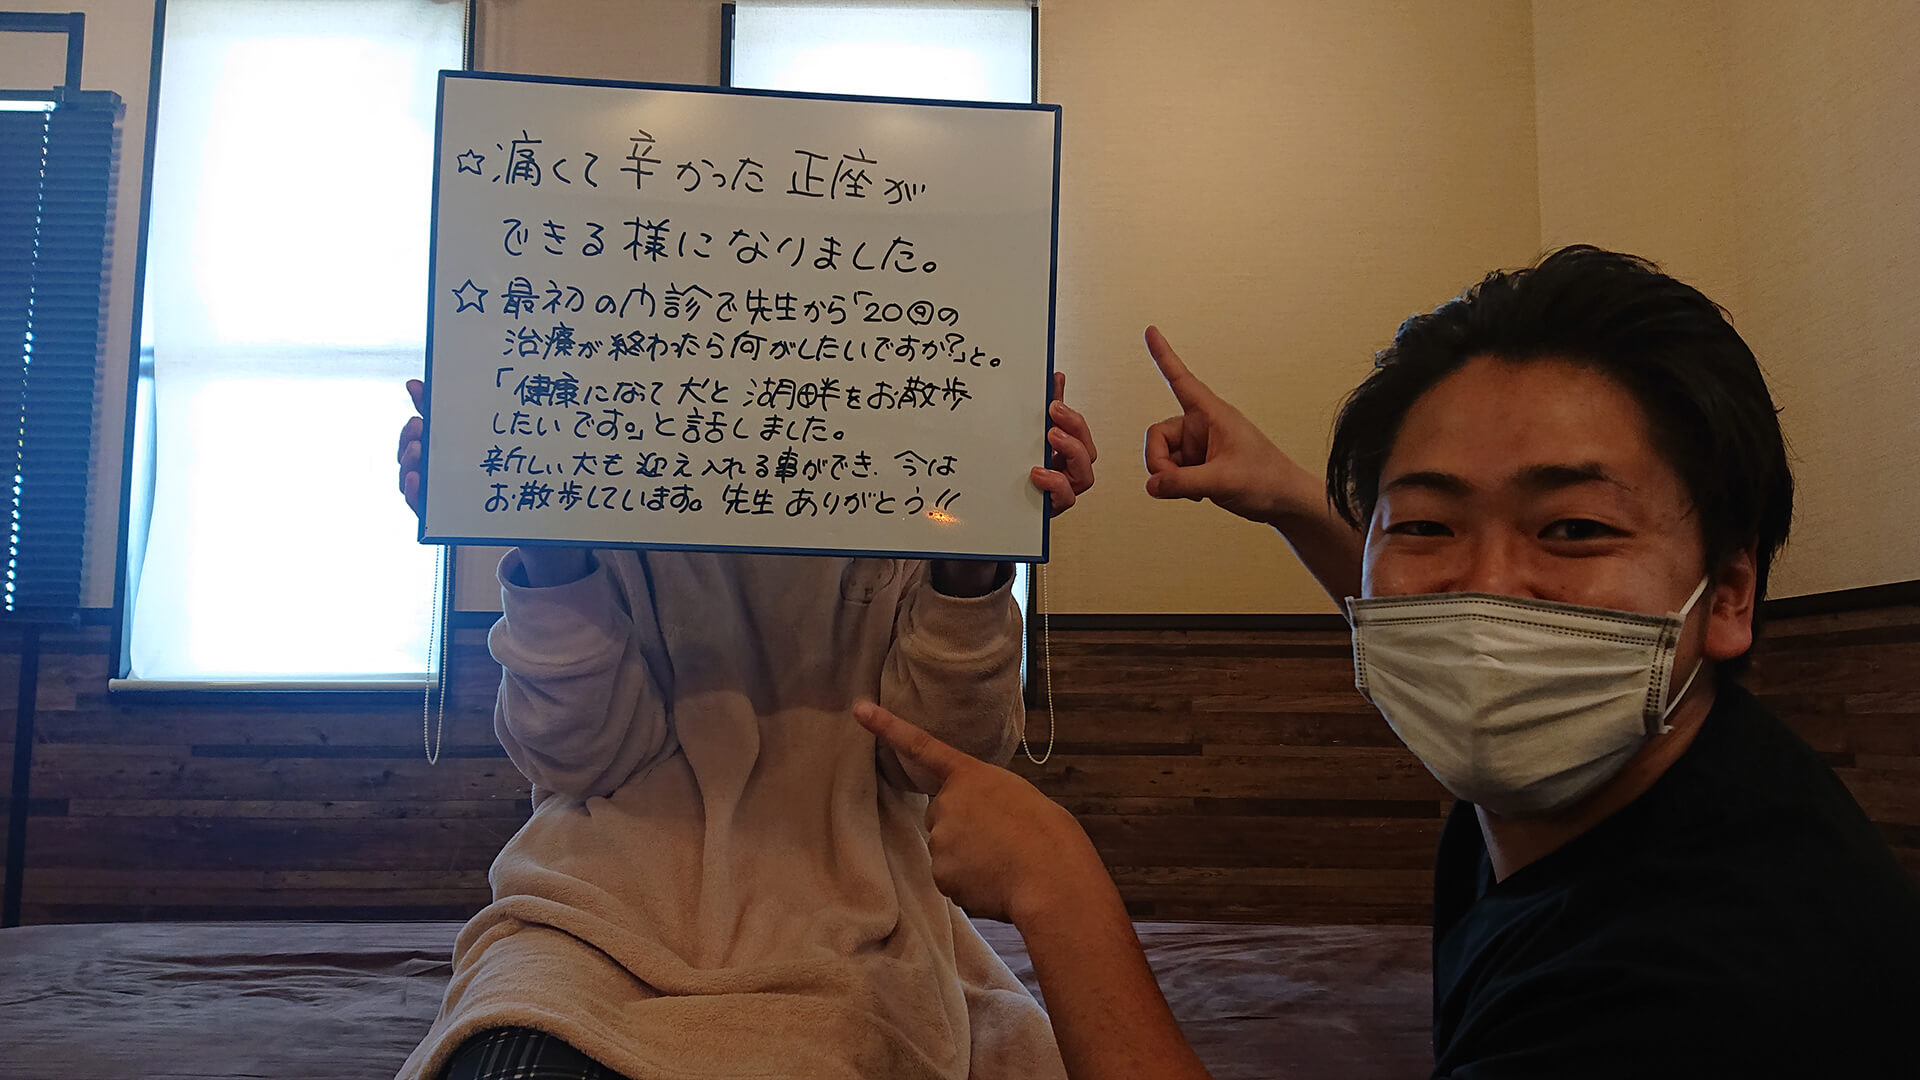 ☆痛くて辛かった正座が
できる様になりました。
☆最初の内診で先生から「20回の
治療が終わったら何がしたいですか?」と。
「健康になって犬と湖畔をお散歩
したいです。」と話しました。
新しい犬も迎え入れる事ができ、今は
お散歩しています。先生ありがとう!!